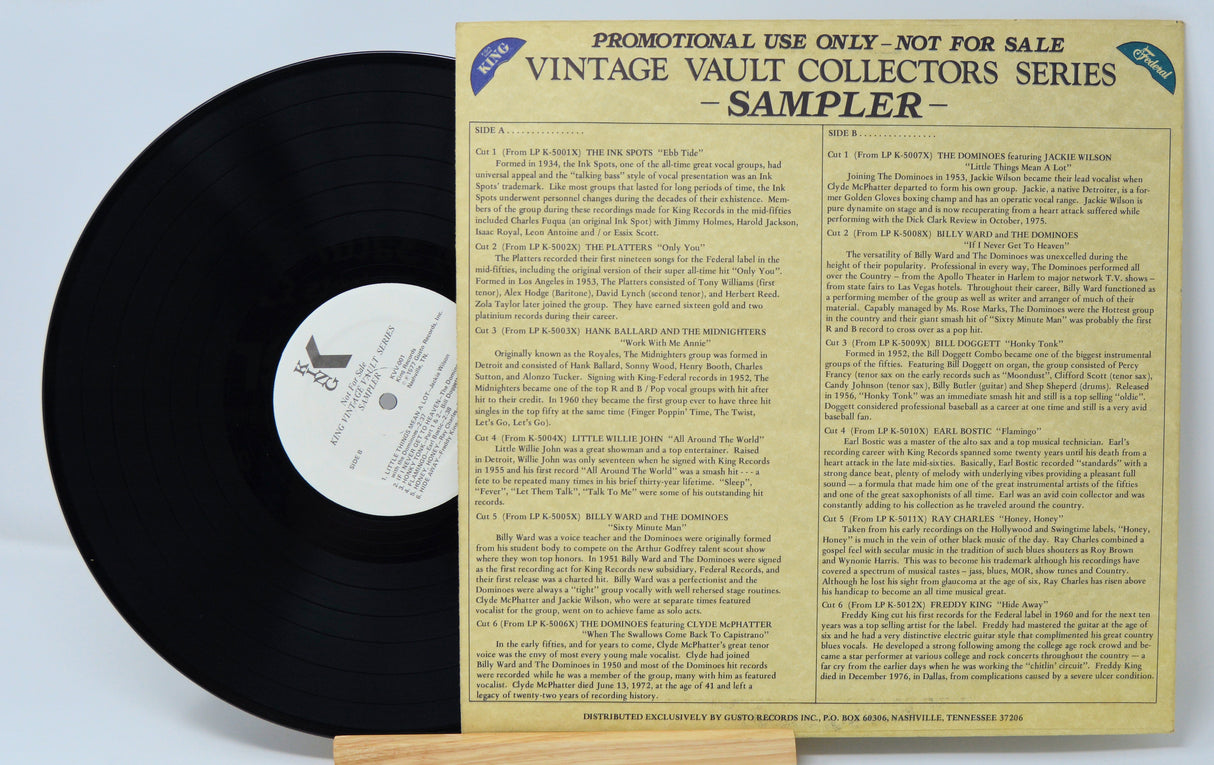 PROMOTIONAL USE ONLY – NOT FOR SALE
KING
Federal
VINTAGE VAULT COLLECTORS SERIES
– SAMPLER –
SIDE A . . . . . . . . . . . . . . . .
Cut 1 (From LP K-5001X) THE INK SPOTS "Ebb Tide"
Formed in 1934, the Ink Spots, one of the all-time great vocal groups, had
universal appeal and the "talking bass" style of vocal presentation was an Ink
Spots' trademark. Like most groups that lasted for long periods of time, the Ink
Spots underwent personnel changes during the decades of their exhistence. Mem-
bers of the group during these recordings made for King Records in the mid-fifties
included Charles Fuqua (an original Ink Spot) with Jimmy Holmes, Harold Jackson,
Isaac Royal, Leon Antoine and / or Essix Scott.
Cut 2 (From LP K-5002X) THE PLATTERS "Only You"
The Platters recorded their first nineteen songs for the Federal label in the
mid-fifties, including the original version of their super all-time hit "Only You".
Formed in Los Angeles in 1953, The Platters consisted of Tony Williams (first
tenor), Alex Hodge (Baritone), David Lynch (second tenor), and Herbert Reed.
Zola Taylor later joined the group. They have earned sixteen gold and two
platinium records during their career.
Cut 3 (From LP K-5003X) HANK BALLARD AND THE MIDNIGHTERS
"Work With Me Annie"
Originally known as the Royales, The Midnighters group was formed in
Detroit and consisted of Hank Ballard, Sonny Wood, Henry Booth, Charles
Sutton, and Alonzo Tucker. Signing with King-Federal records in 1952, The
Midnighters became one of the top R and B / Pop vocal groups with hit after
hit to their credit. In 1960 they became the first group ever to have three hit
singles in the top fifty at the same time (Finger Poppin' Time, The Twist,
Let's Go, Let's Go).
Cut 4 (From K-5004X) LITTLE WILLIE JOHN "All Around The World"
Little Willie John was a great showman and a top entertainer. Raised
in Detroit, Willie John was only seventeen when he signed with King Records
in 1955 and his first record "All Around The World" was a smash hit - - - a
fete to be repeated many times in his brief thirty-year lifetime. "Sleep",
"Fever", "Let Them Talk", "Talk To Me" were some of his outstanding hit
records.
Cut 5 (From LP K-5005X) BILLY WARD and THE DOMINOES
"Sixty Minute Man"
Billy Ward was a voice teacher and the Dominoes were originally formed
from his student body to compete on the Arthur Godfrey talent scout show
where they won top honors. In 1951 Billy Ward and The Dominoes were signed
as the first recording act for King Records new subsidiary, Federal Records, and
their first release was a charted hit. Billy Ward was a perfectionist and the
Dominoes were always a "tight" group vocally with well rehersed stage routines.
Clyde McPhatter and Jackie Wilson, who were at separate times featured
vocalist for the group, went on to achieve fame as solo acts.
Cut 6 (From LP K-5006X) THE DOMINOES featuring CLYDE McPHATTER
"When The Swallows Come Back To Capistrano"
In the early fifties, and for years to come, Clyde McPhatter's great tenor
voice was the envy of most every young male vocalist. Clyde had joined
Billy Ward and The Dominoes in 1950 and most of the Dominoes hit records
were recorded while he was a member of the group, many with him as featured
vocalist. Clyde McPhatter died June 13, 1972, at the age of 41 and left a
legacy of twenty-two years of recording history.
SIDE B . . . . . . . . . . . . . . . .
Cut 1 (From LP K-5007X) THE DOMINOES featuring JACKIE WILSON
"Little Things Mean A Lot"
Joining The Dominoes in 1953, Jackie Wilson became their lead vocalist when
Clyde McPhatter departed to form his own group. Jackie, a native Detroiter, is a for-
mer Golden Gloves boxing champ and has an operatic vocal range. Jackie Wilson is
pure dynamite on stage and is now recuperating from a heart attack suffered while
performing with the Dick Clark Review in October, 1975.
Cut 2 (From LP K-5008X) BILLY WARD and THE DOMINOES
"If I Never Get To Heaven"
The versatility of Billy Ward and The Dominoes was unexcelled during the
height of their popularity. Professional in every way, The Dominoes performed all
over the Country – from the Apollo Theater in Harlem to major network T.V. shows –
from state fairs to Las Vegas hotels. Throughout their career, Billy Ward functioned as
a performing member of the group as well as writer and arranger of much of their
material. Capably managed by Ms. Rose Marks, The Dominoes were the Hottest group
in the country and their giant smash hit of "Sixty Minute Man" was probably the first
R and B record to cross over as a pop hit.
Cut 3 (From LP K-5009X) BILL DOGGETT "Honky Tonk"
Formed in 1952, the Bill Doggett Combo became one of the biggest instrumental
groups of the fifties. Featuring Bill Doggett on organ, the group consisted of Percy
Francy (tenor sax on the early records such as "Moondust", Clifford Scott (tenor sax),
Candy Johnson (tenor sax), Billy Butler (guitar) and Shep Sheperd (drums). Released
in 1956, "Honky Tonk" was an immediate smash hit and still is a top selling "oldie".
Doggett considered professional baseball as a career at one time and still is a very avid
baseball fan.
Cut 4 (From LP K-5010X) EARL BOSTIC "Flamingo"
Earl Bostic was a master of the alto sax and a top musical technician. Earl's
recording career with King Records spanned some twenty years until his death from a
heart attack in the late mid-sixties. Basically, Earl Bostic recorded "standards" with a
strong dance beat, plenty of melody with underlying vibes providing a pleasant full
sound — a formula that made him one of the great instrumental artists of the fifties
and one of the great saxophonists of all time. Earl was an avid coin collector and was
constantly adding to his collection as he traveled around the country.
Cut 5 (From LP K-5011X) RAY CHARLES "Honey, Honey"
Taken from his early recordings on the Hollywood and Swingtime labels, "Honey,
Honey" is much in the vein of other black music of the day. Ray Charles combined a
gospel feel with secular music in the tradition of such blues shouters as Roy Brown
and Wynonie Harris. This was to become his trademark although his recordings have
covered a spectrum of musical tastes – jass, blues, MOR, show tunes and Country.
Although he lost his sight from glaucoma at the age of six, Ray Charles has risen above
his handicap to become an all time musical great.
Cut 6 (From LP K-5012X) FREDDY KING "Hide Away"
Freddy King cut his first records for the Federal label in 1960 and for the next ten
years was a top selling artist for the label. Freddy had mastered the guitar at the age of
six and he had a very distinctive electric guitar style that complimented his great country
blues vocals. He developed a strong following among the college age rock crowd and be-
came a star performer at various college and rock concerts throughout the country — a
far cry from the earlier days when he was working the "chitlin' circuit". Freddy King
died in December 1976, in Dallas, from complications caused by a severe ulcer condition.
DISTRIBUTED EXCLUSIVELY BY GUSTO RECORDS INC., P.O. BOX 60306, NASHVILLE, TENNESSEE 37206
KING
Not For Sale
KING VINTAGE VAULT SERIES
SAMPLER
SIDE B